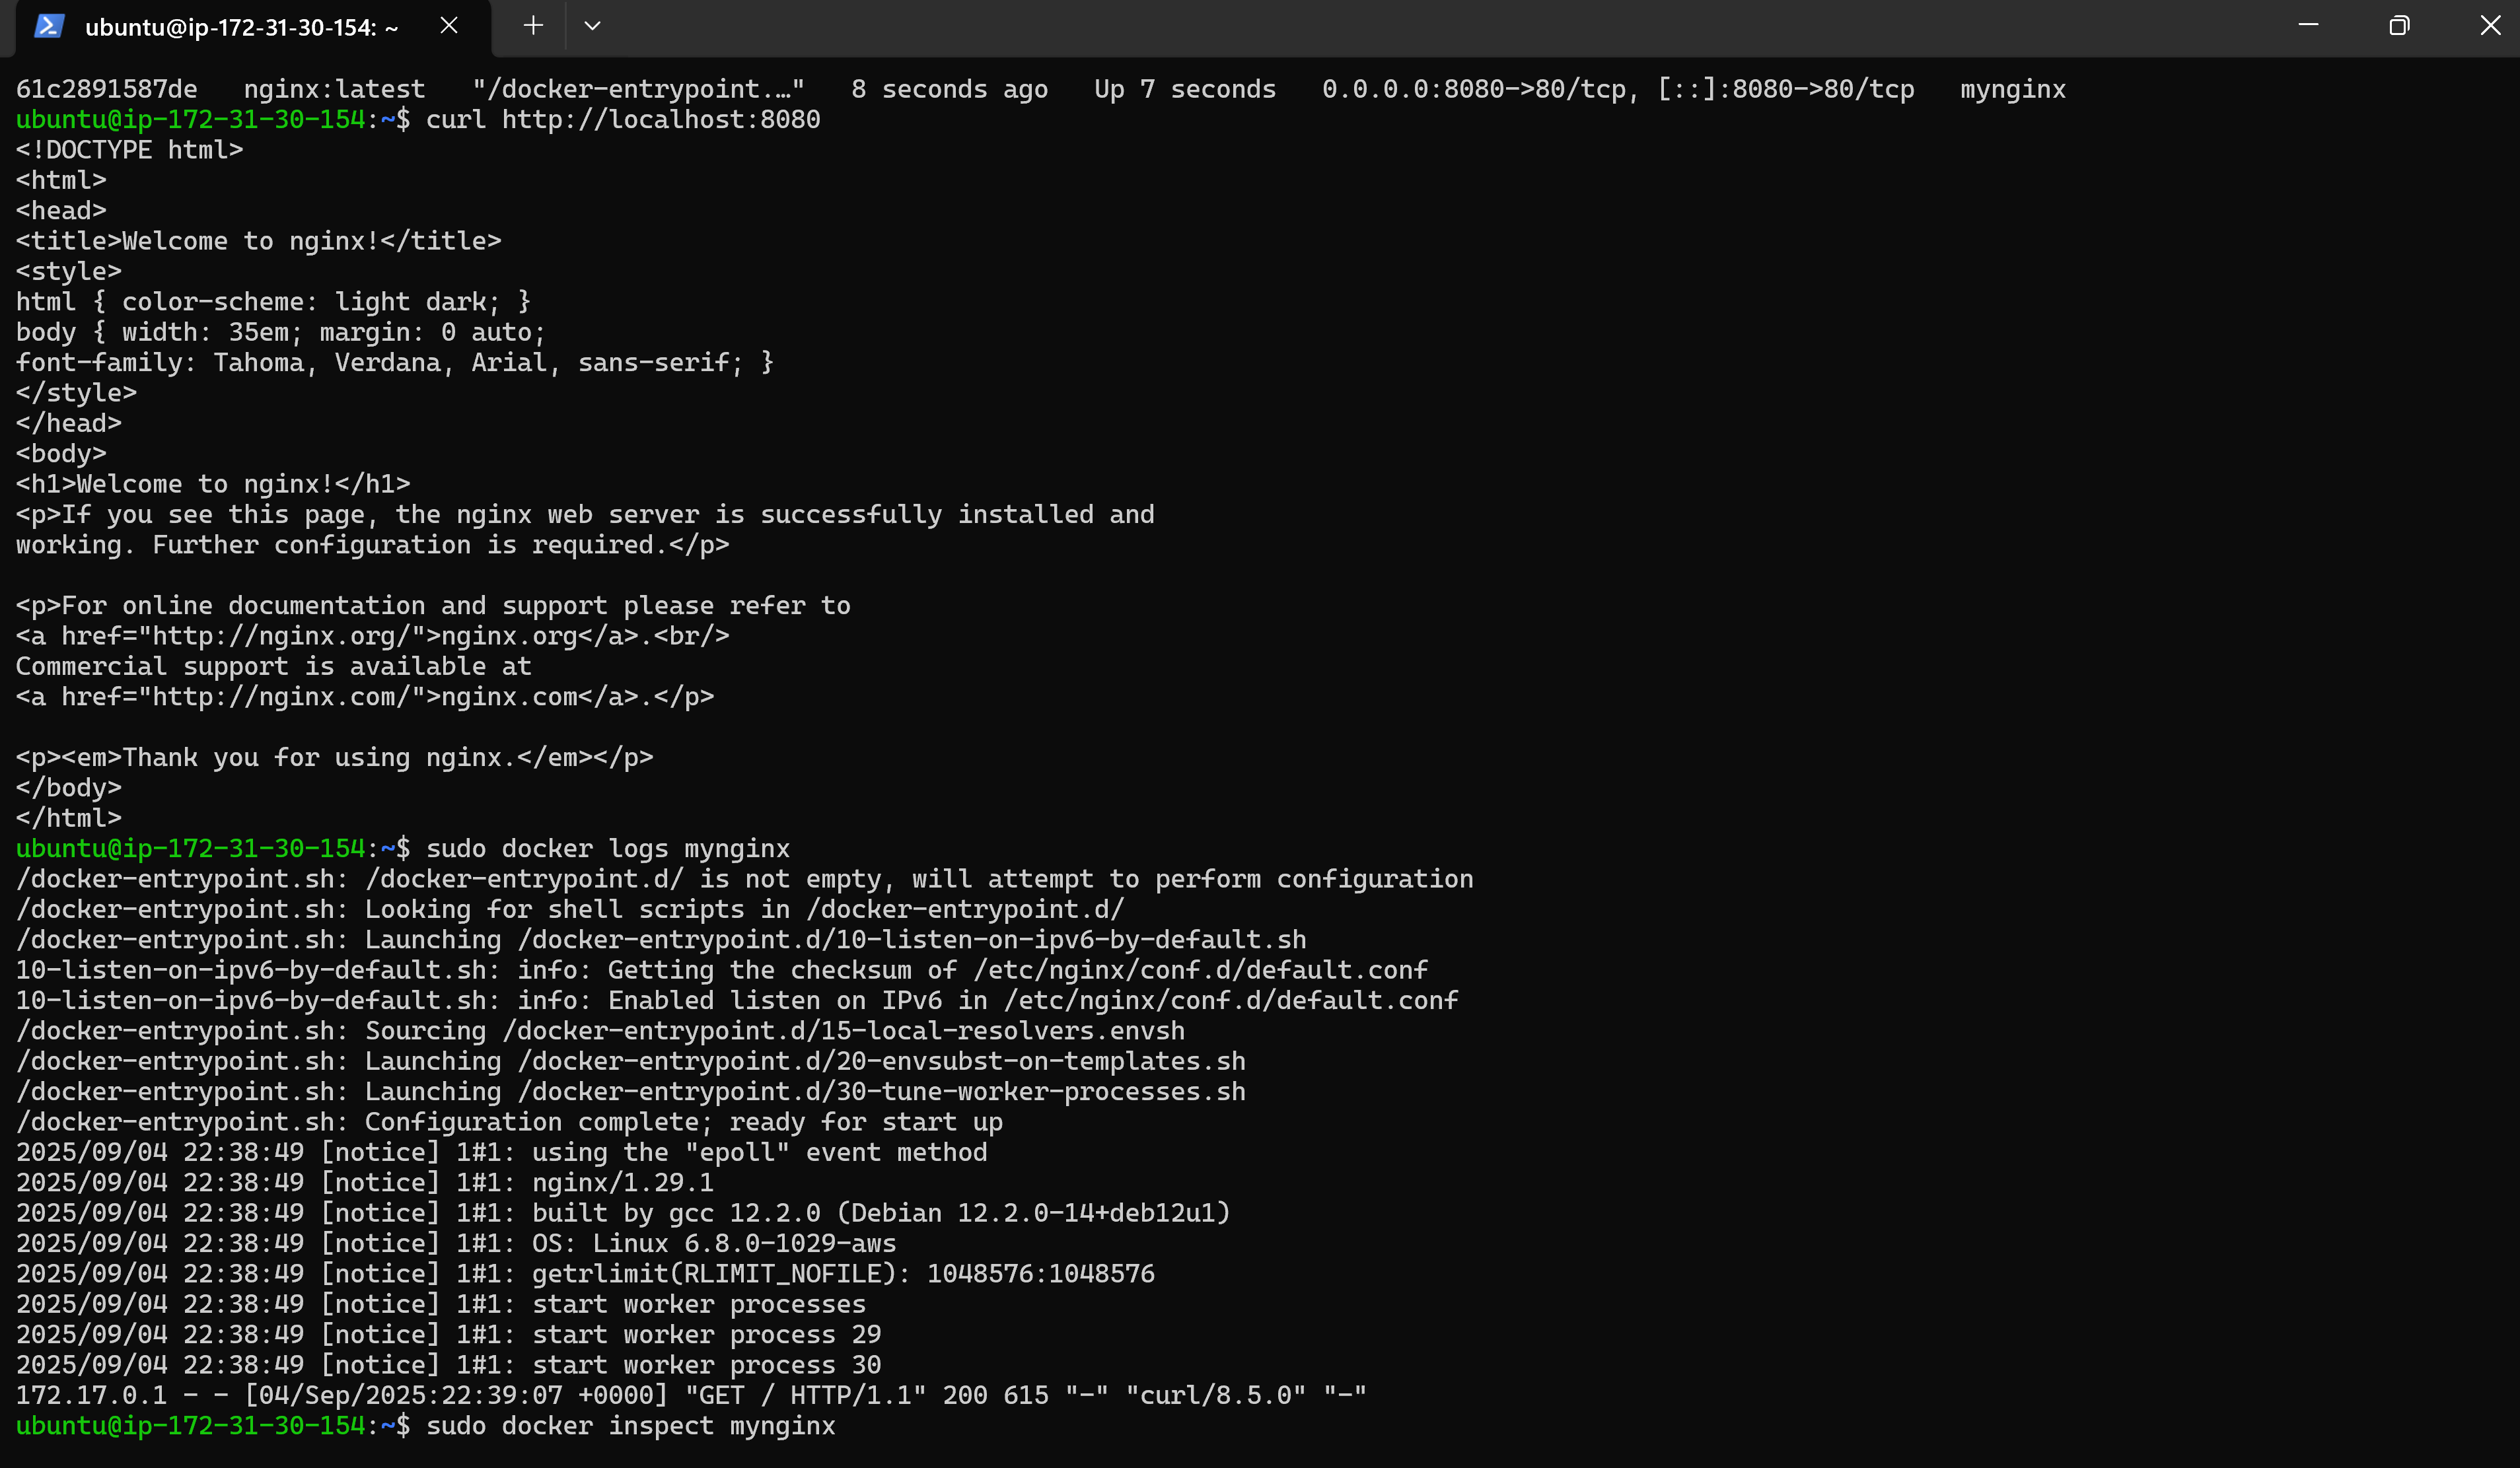 ubuntu@ip-172-31-30-154: ~
61c2891587de   nginx:latest   "/docker-entrypoint.…"   8 seconds ago   Up 7 seconds   0.0.0.0:8080->80/tcp, [::]:8080->80/tcp   mynginx
ubuntu@ip-172-31-30-154:~$ curl http://localhost:8080
<!DOCTYPE html>
<html>
<head>
<title>Welcome to nginx!</title>
<style>
html { color-scheme: light dark; }
body { width: 35em; margin: 0 auto;
font-family: Tahoma, Verdana, Arial, sans-serif; }
</style>
</head>
<body>
<h1>Welcome to nginx!</h1>
<p>If you see this page, the nginx web server is successfully installed and
working. Further configuration is required.</p>

<p>For online documentation and support please refer to
<a href="http://nginx.org/">nginx.org</a>.<br/>
Commercial support is available at
<a href="http://nginx.com/">nginx.com</a>.</p>

<p><em>Thank you for using nginx.</em></p>
</body>
</html>
ubuntu@ip-172-31-30-154:~$ sudo docker logs mynginx
/docker-entrypoint.sh: /docker-entrypoint.d/ is not empty, will attempt to perform configuration
/docker-entrypoint.sh: Looking for shell scripts in /docker-entrypoint.d/
/docker-entrypoint.sh: Launching /docker-entrypoint.d/10-listen-on-ipv6-by-default.sh
10-listen-on-ipv6-by-default.sh: info: Getting the checksum of /etc/nginx/conf.d/default.conf
10-listen-on-ipv6-by-default.sh: info: Enabled listen on IPv6 in /etc/nginx/conf.d/default.conf
/docker-entrypoint.sh: Sourcing /docker-entrypoint.d/15-local-resolvers.envsh
/docker-entrypoint.sh: Launching /docker-entrypoint.d/20-envsubst-on-templates.sh
/docker-entrypoint.sh: Launching /docker-entrypoint.d/30-tune-worker-processes.sh
/docker-entrypoint.sh: Configuration complete; ready for start up
2025/09/04 22:38:49 [notice] 1#1: using the "epoll" event method
2025/09/04 22:38:49 [notice] 1#1: nginx/1.29.1
2025/09/04 22:38:49 [notice] 1#1: built by gcc 12.2.0 (Debian 12.2.0-14+deb12u1)
2025/09/04 22:38:49 [notice] 1#1: OS: Linux 6.8.0-1029-aws
2025/09/04 22:38:49 [notice] 1#1: getrlimit(RLIMIT_NOFILE): 1048576:1048576
2025/09/04 22:38:49 [notice] 1#1: start worker processes
2025/09/04 22:38:49 [notice] 1#1: start worker process 29
2025/09/04 22:38:49 [notice] 1#1: start worker process 30
172.17.0.1 - - [04/Sep/2025:22:39:07 +0000] "GET / HTTP/1.1" 200 615 "-" "curl/8.5.0" "-"
ubuntu@ip-172-31-30-154:~$ sudo docker inspect mynginx